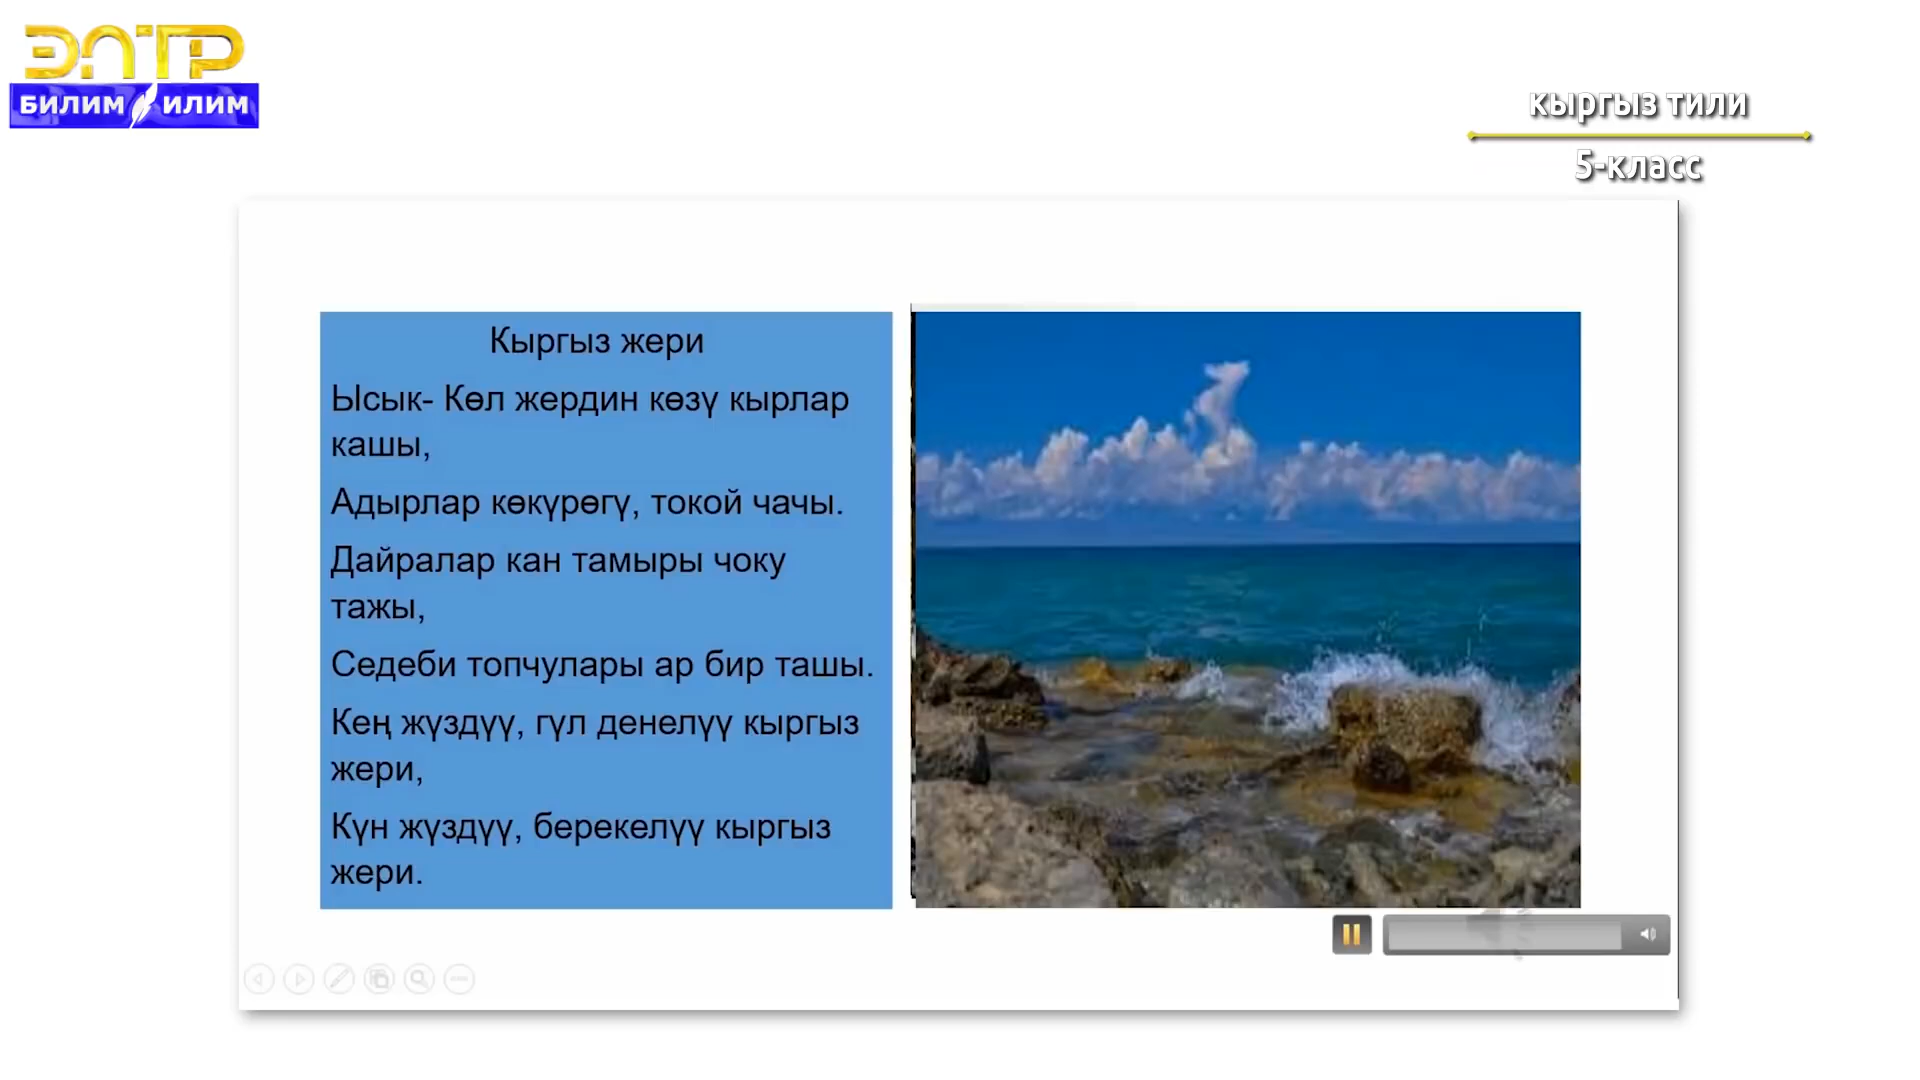 ЭЛТР
БИЛИМ ИЛИМ
кыргыз тили
5-класс
Кыргыз жери
Ысык- Көл жердин көзү кырлар
кашы,
Адырлар көкүрөгү, токой чачы.
Дайралар кан тамыры чоку
тажы,
Седеби топчулары ар бир ташы.
Кең жүздүү, гүл денелүү кыргыз
жери,
Күн жүздүү, берекелүү кыргыз
жери.